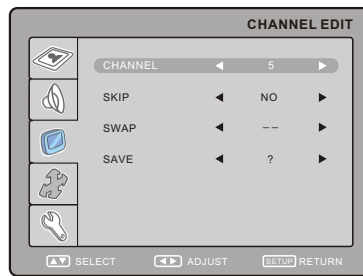 CHANNEL EDIT
CHANNEL ◀ 5 ▶
SKIP ◀ NO ▶
SWAP ◀ -- ▶
SAVE ◀ ? ▶
▲▼ SELECT ◀▶ ADJUST SETUP RETURN